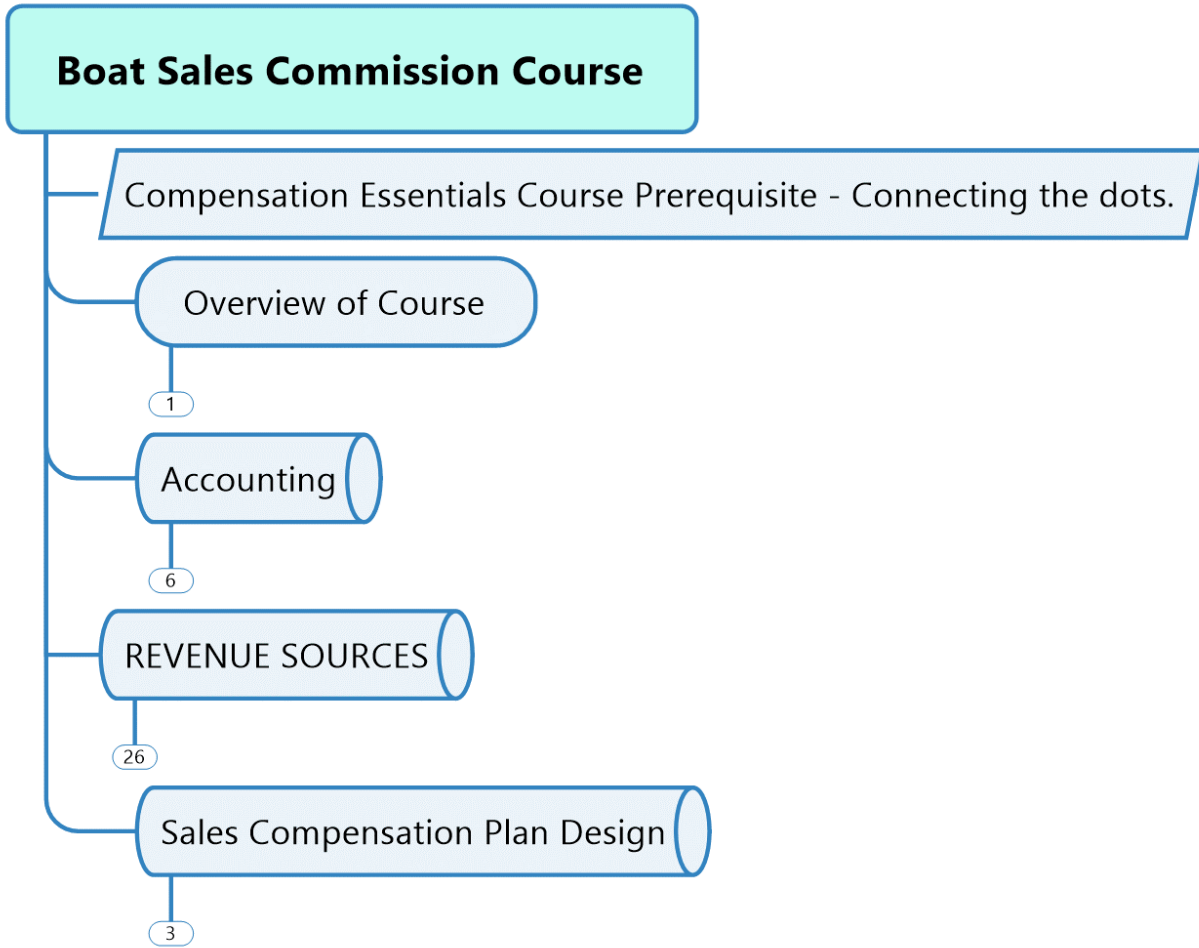 Boat Sales Commission Course
Compensation Essentials Course Prerequisite - Connecting the dots.
Overview of Course
1
Accounting
6
REVENUE SOURCES
26
Sales Compensation Plan Design
3